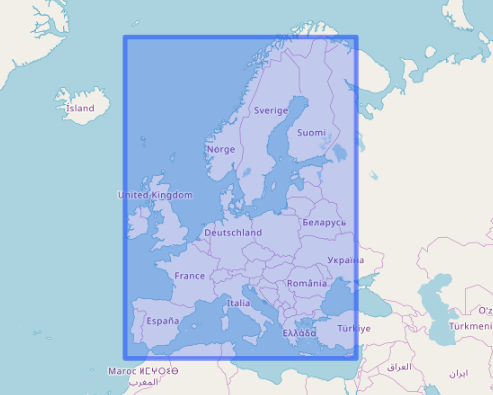 Ísland
Sverige
Suomi
Norge
United Kingdom
Deutschland
Беларусь
Україна
France
România
Italia
España
Ελλάδα
Türkiye
Türkmeni
Maroc ⵍⵎⵖⵔⵉⴱ
المغرب
العراق
ایران